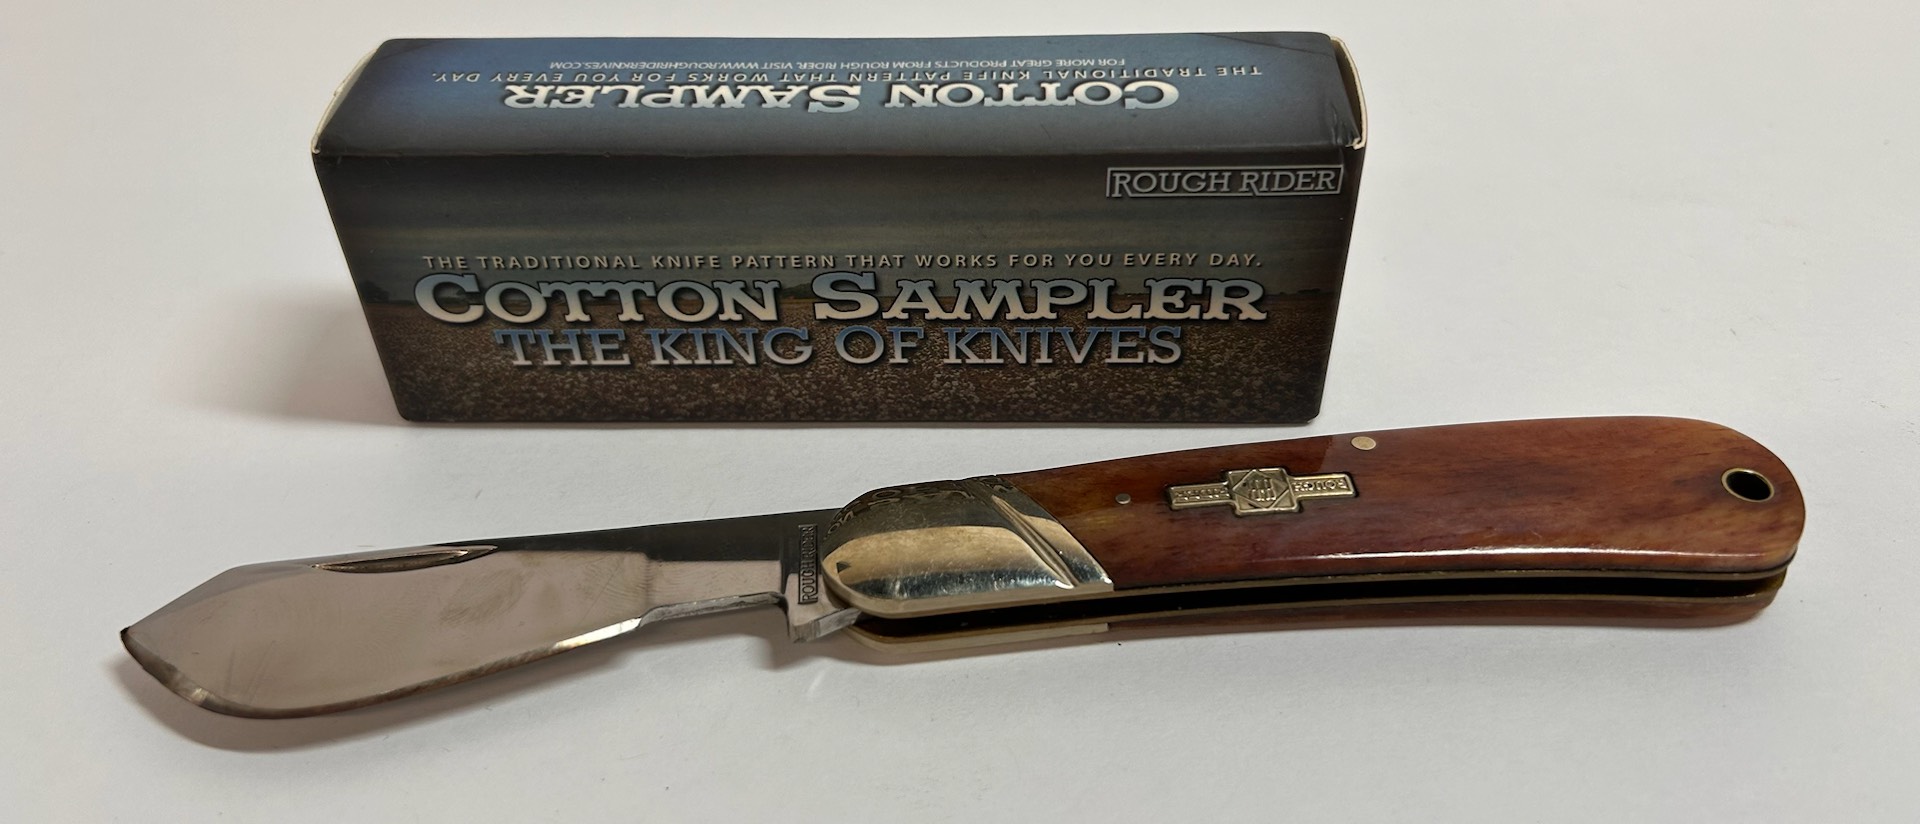 FOR MORE GREAT PRODUCTS FROM ROUGH RIDER, VISIT WWW.ROUGHRIDERKNIVES.COM
THE TRADITIONAL KNIFE PATTERN THAT WORKS FOR YOU EVERY DAY.
COTTON SAMPLER
ROUGH RIDER
THE TRADITIONAL KNIFE PATTERN THAT WORKS FOR YOU EVERY DAY.
COTTON SAMPLER
THE KING OF KNIVES
ROUGH RIDER
ROUGH RIDER